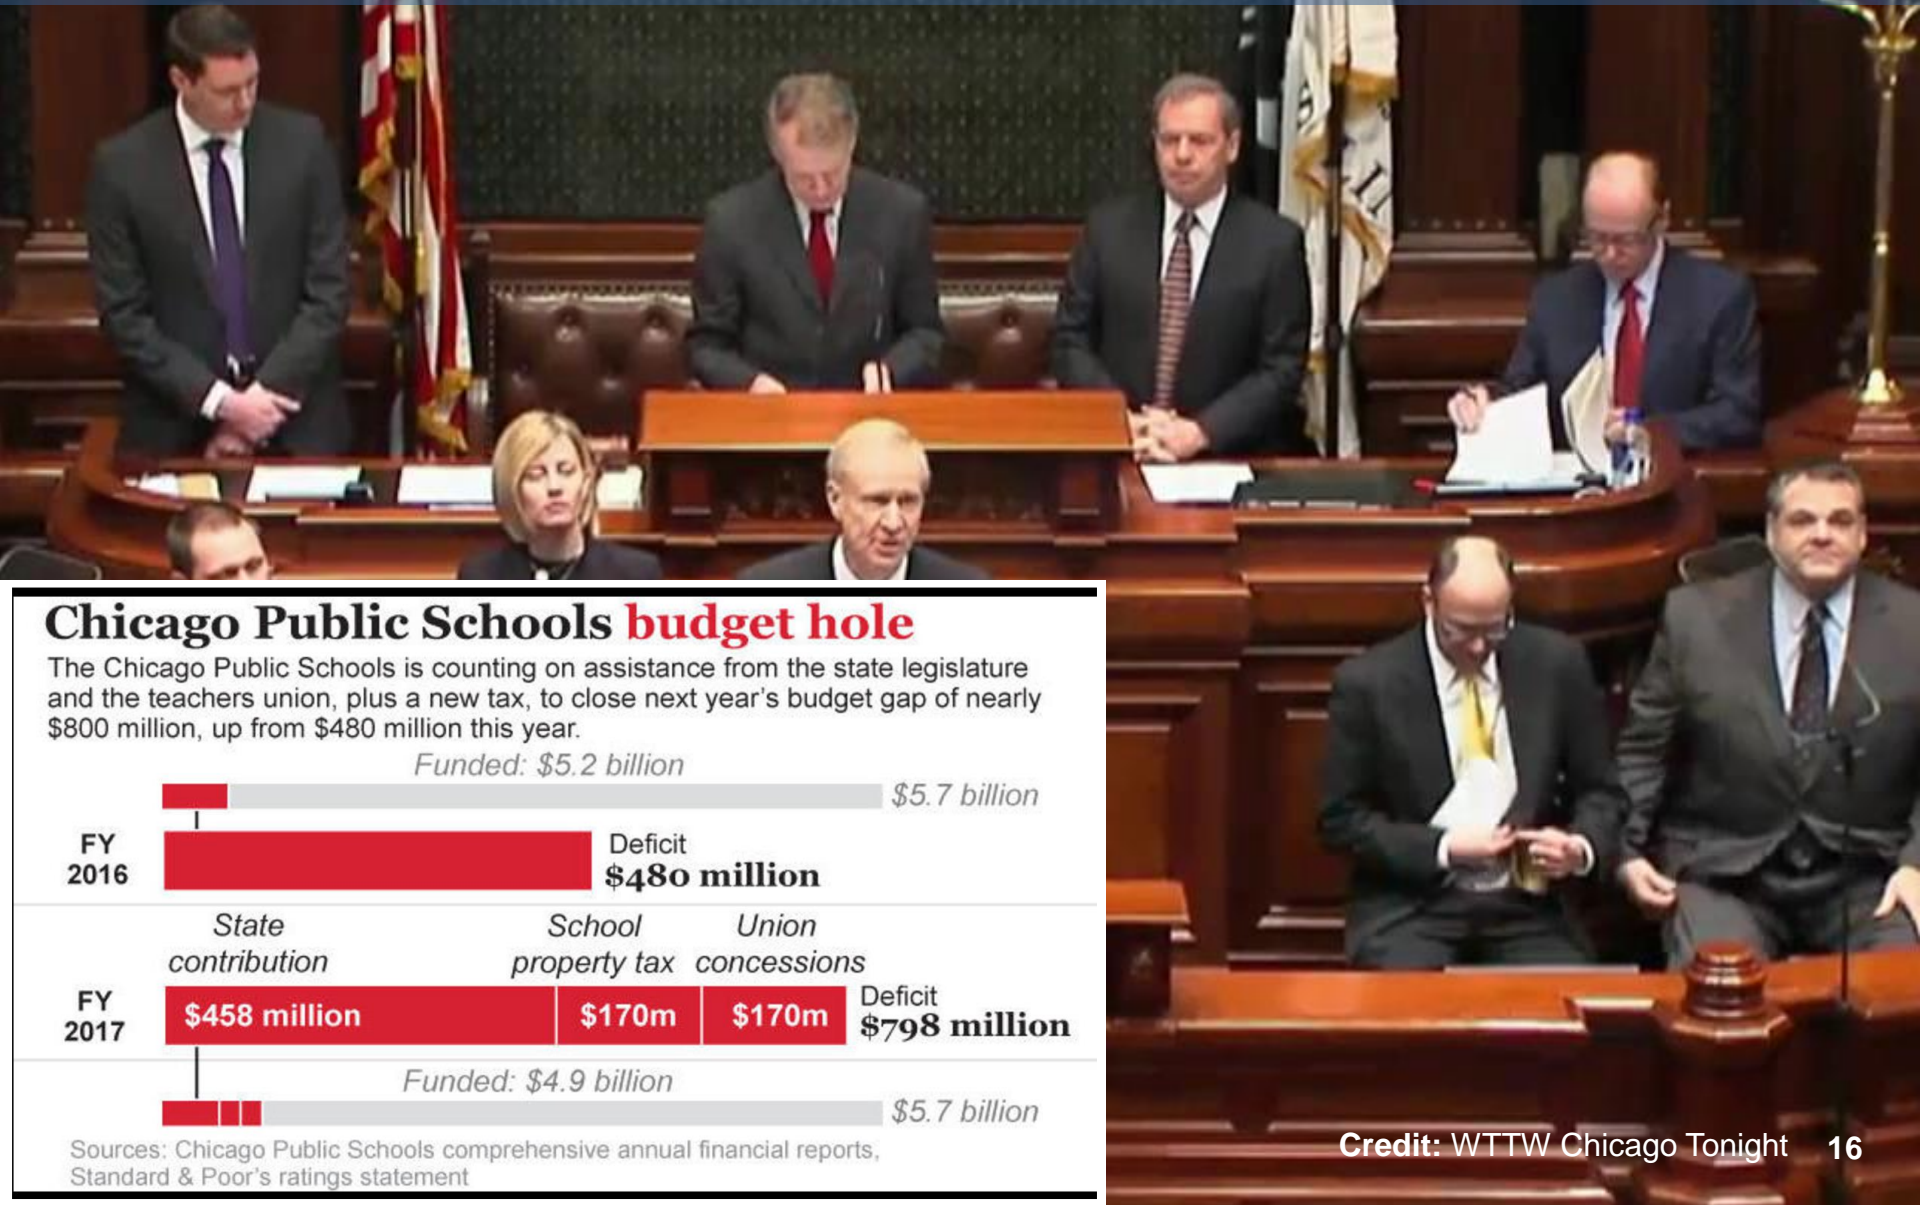 Chicago Public Schools budget hole
The Chicago Public Schools is counting on assistance from the state legislature
and the teachers union, plus a new tax, to close next year's budget gap of nearly
$800 million, up from $480 million this year.
Funded: $5.2 billion
$5.7 billion
FY
2016
Deficit
$480 million
State
contribution
School
property tax
Union
concessions
FY
2017
$458 million
$170m
$170m
Deficit
$798 million
Funded: $4.9 billion
$5.7 billion
Sources: Chicago Public Schools comprehensive annual financial reports,
Standard & Poor's ratings statement
Credit: WTTW Chicago Tonight
16